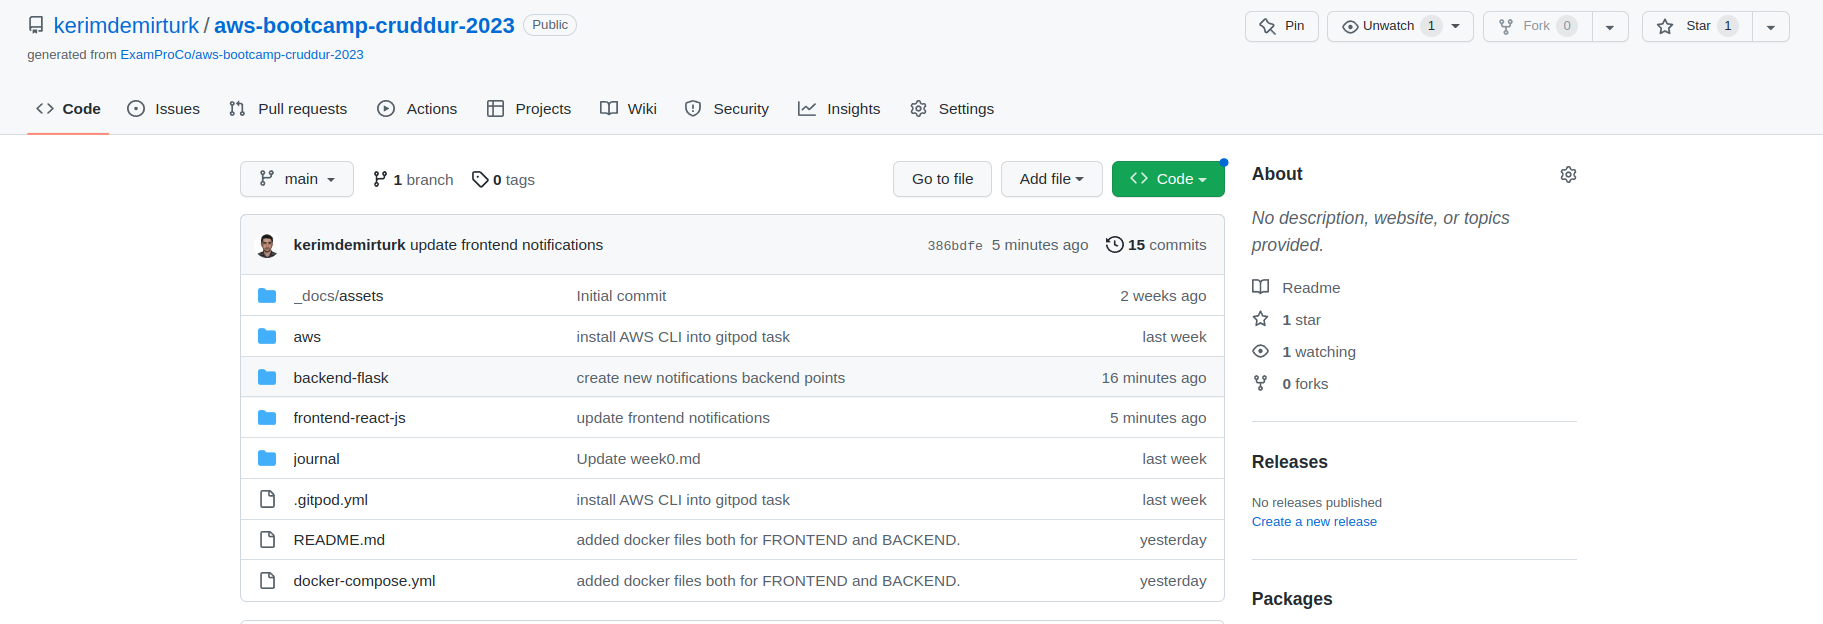 kerimdemirturk / aws-bootcamp-cruddur-2023 Public Pin Unwatch 1 Fork 0 Star 1
generated from ExamProCo/aws-bootcamp-cruddur-2023
Code Issues Pull requests Actions Projects Wiki Security Insights Settings
main 1 branch 0 tags Go to file Add file Code
kerimdemirturk update frontend notifications 386bdfe 5 minutes ago 15 commits
_docs/assets Initial commit 2 weeks ago
aws install AWS CLI into gitpod task last week
backend-flask create new notifications backend points 16 minutes ago
frontend-react-js update frontend notifications 5 minutes ago
journal Update week0.md last week
.gitpod.yml install AWS CLI into gitpod task last week
README.md added docker files both for FRONTEND and BACKEND. yesterday
docker-compose.yml added docker files both for FRONTEND and BACKEND. yesterday
About
No description, website, or topics
provided.
Readme
1 star
1 watching
0 forks
Releases
No releases published
Create a new release
Packages